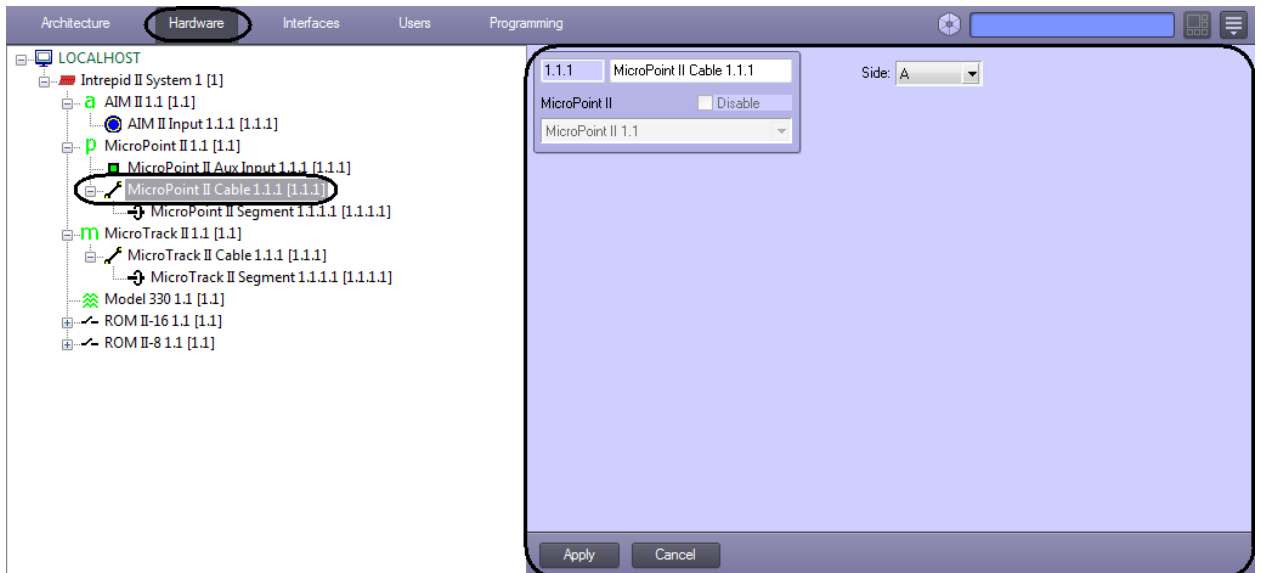 Architecture Hardware Interfaces Users Programming
LOCALHOST
Intrepid II System 1 [1]
a AIM II 1.1 [1.1]
AIM II Input 1.1.1 [1.1.1]
p MicroPoint II 1.1 [1.1]
MicroPoint II Aux Input 1.1.1 [1.1.1]
MicroPoint II Cable 1.1.1 [1.1.1]
MicroPoint II Segment 1.1.1.1 [1.1.1.1]
m MicroTrack II 1.1 [1.1]
MicroTrack II Cable 1.1.1 [1.1.1]
MicroTrack II Segment 1.1.1.1 [1.1.1.1]
Model 330 1.1 [1.1]
ROM II-16 1.1 [1.1]
ROM II-8 1.1 [1.1]
1.1.1 MicroPoint II Cable 1.1.1
MicroPoint II Disable
MicroPoint II 1.1
Side: A
Apply Cancel